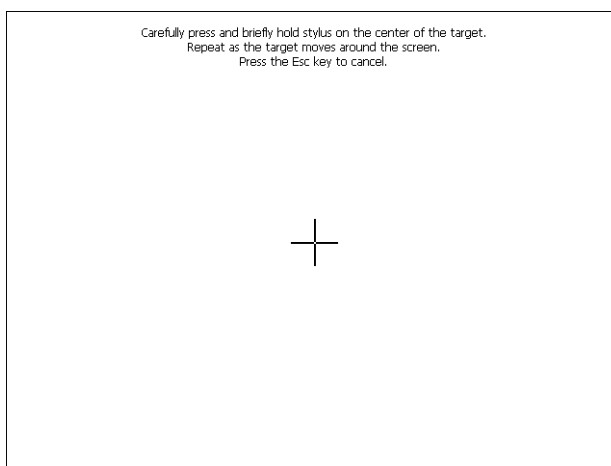 Carefully press and briefly hold stylus on the center of the target.
Repeat as the target moves around the screen.
Press the Esc key to cancel.